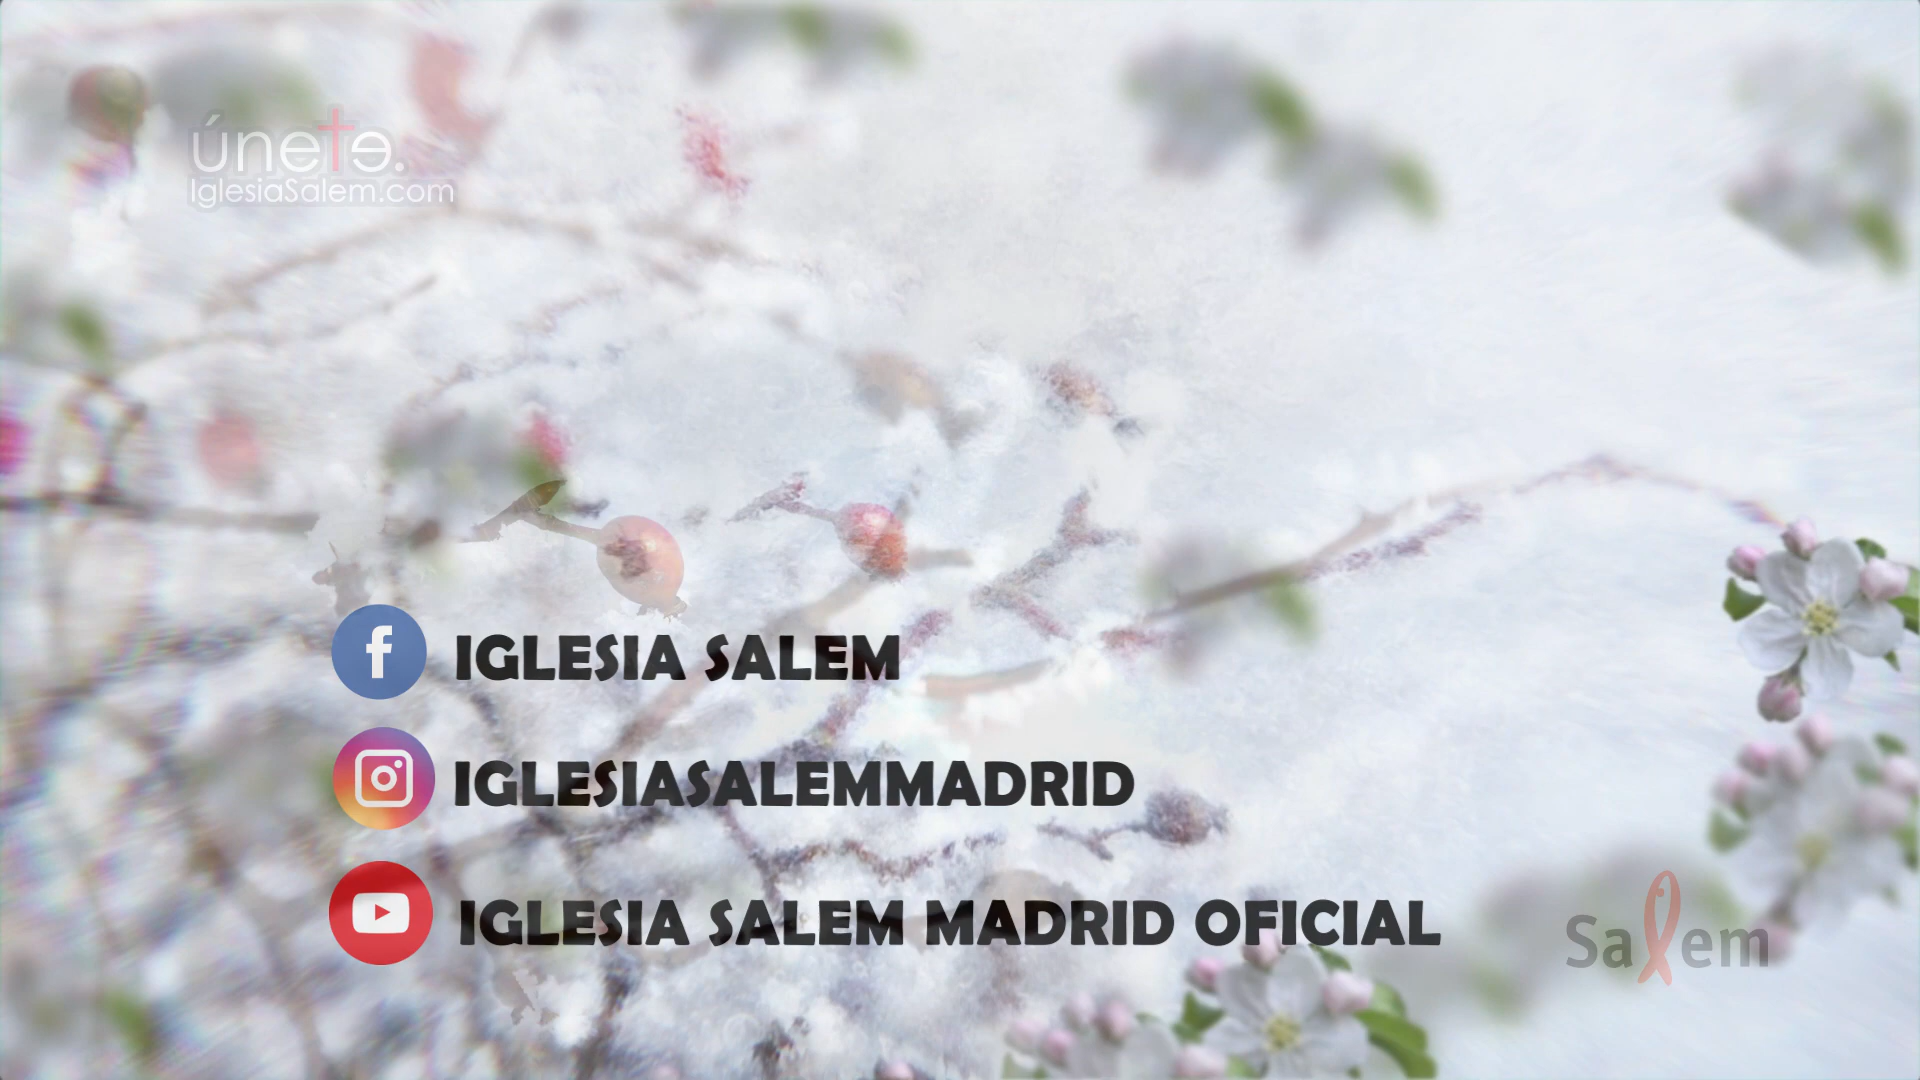 únete.
IglesiaSalem.com
IGLESIA SALEM
IGLESIASALEMMADRID
IGLESIA SALEM MADRID OFICIAL
Salem